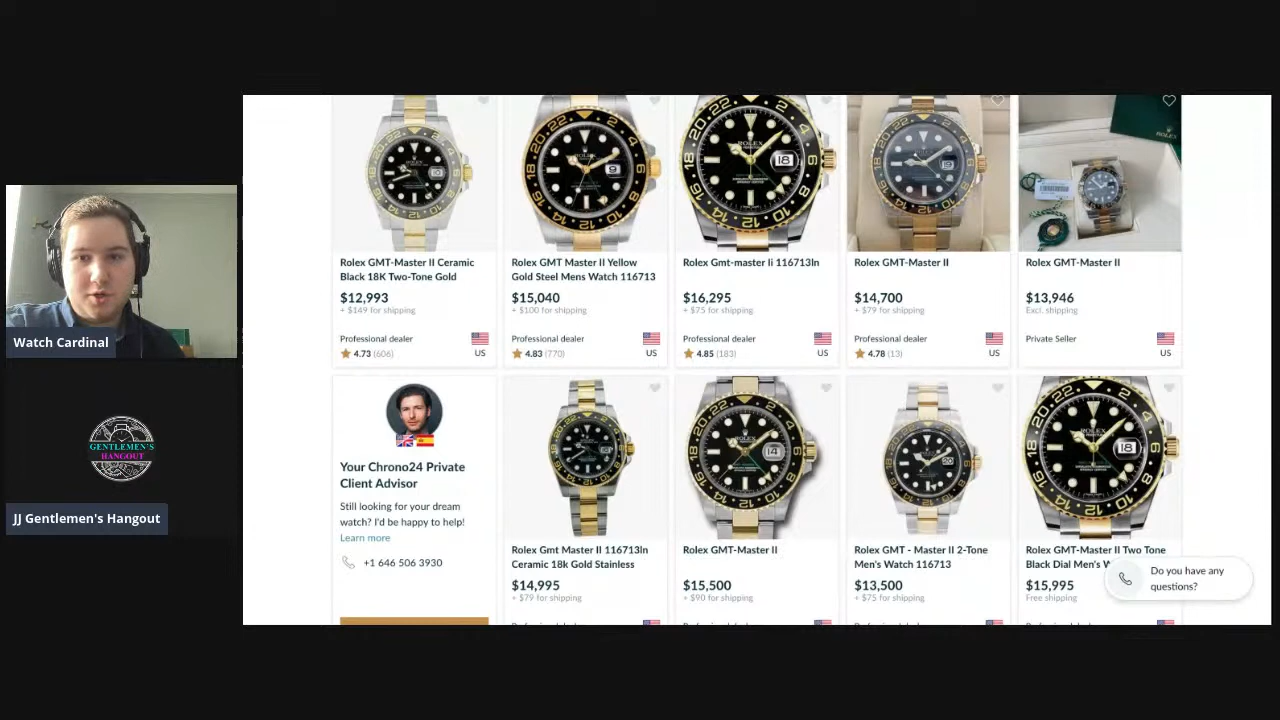 Watch Cardinal
GENTLEMEN'S
HANGOUT
JJ Gentlemen's Hangout
Rolex GMT-Master II Ceramic
Black 18K Two-Tone Gold
$12,993
+ $149 for shipping
Professional dealer
4.73 (606)
US
Rolex GMT Master II Yellow
Gold Steel Mens Watch 116713
$15,040
+ $100 for shipping
Professional dealer
4.83 (770)
US
Rolex Gmt-master Ii 116713ln
$16,295
+ $75 for shipping
Professional dealer
4.85 (183)
US
Rolex GMT-Master II
$14,700
+ $79 for shipping
Professional dealer
4.78 (13)
US
Rolex GMT-Master II
$13,946
Excl. shipping
Private Seller
US
Your Chrono24 Private
Client Advisor
Still looking for your dream
watch? I'd be happy to help!
Learn more
+1 646 506 3930
Rolex Gmt Master II 116713ln
Ceramic 18k Gold Stainless
$14,995
+ $79 for shipping
Rolex GMT-Master II
$15,500
+ $90 for shipping
Rolex GMT - Master II 2-Tone
Men's Watch 116713
$13,500
+ $75 for shipping
Rolex GMT-Master II Two Tone
Black Dial Men's
$15,995
Free shipping
Do you have any
questions?